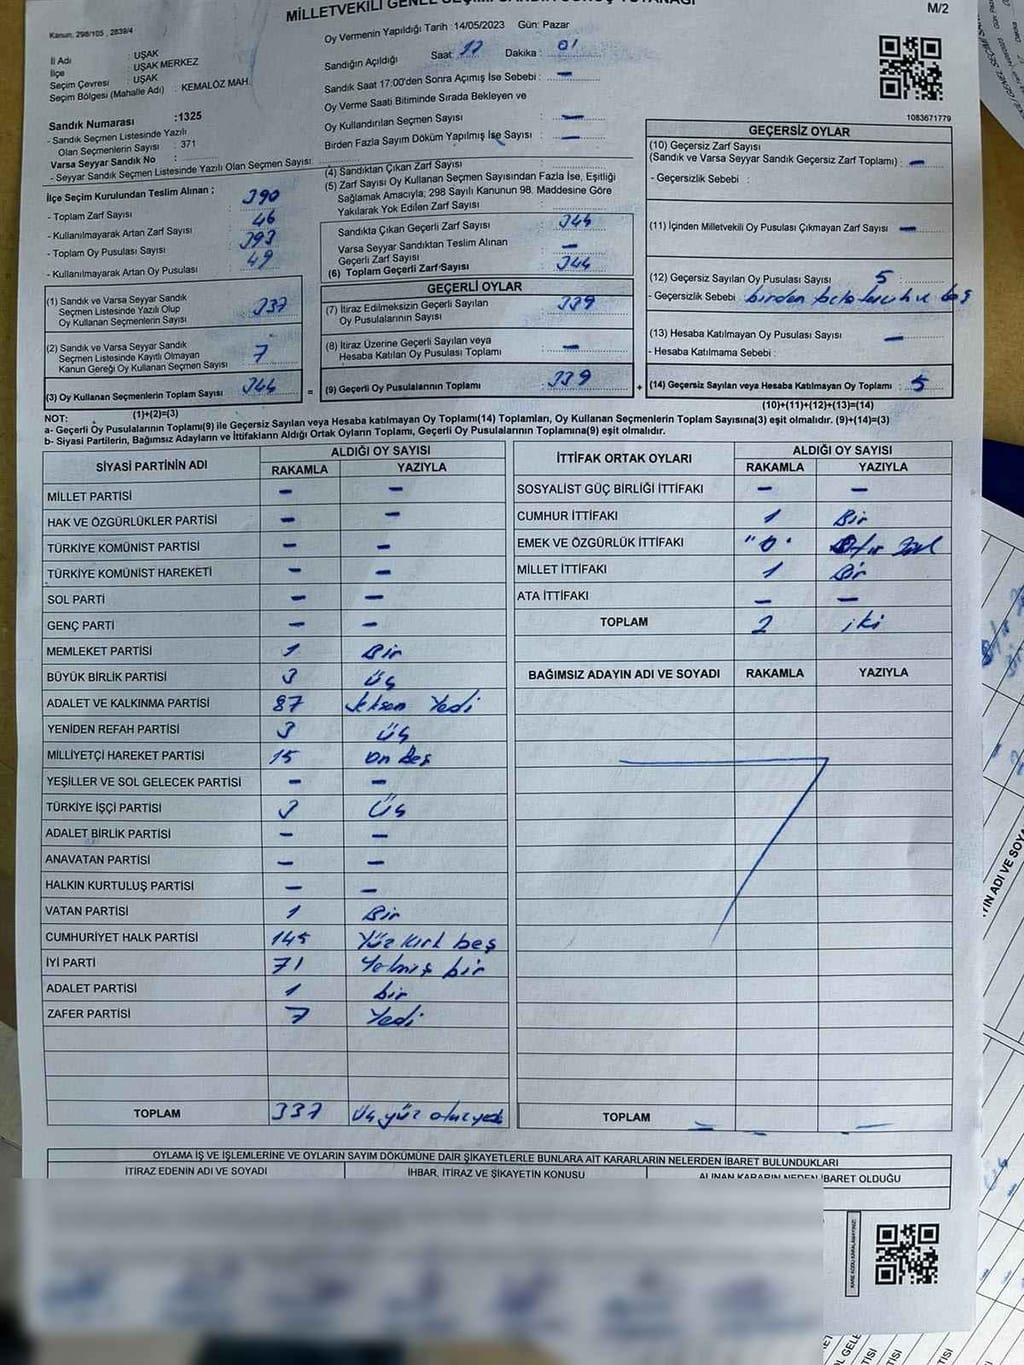 MİLLETVEKİLİ GENEL SEÇİMİ SANDIK SONUÇ TUTANAĞI
M/2
Kanun, 298/105 , 2839/4
İl Adı : UŞAK
İlçe : UŞAK MERKEZ
Seçim Çevresi : UŞAK
Seçim Bölgesi (Mahalle Adı) : KEMALÖZ MAH.
Sandık Numarası :1325
- Sandık Seçmen Listesinde Yazılı
Olan Seçmenlerin Sayısı : 371
Varsa Seyyar Sandık No :
- Seyyar Sandık Seçmen Listesinde Yazılı Olan Seçmen Sayısı:
Oy Vermenin Yapıldığı Tarih : 14/05/2023 Gün: Pazar
Sandığın Açıldığı Saat: 17 Dakika : 01
Sandık Saat 17:00'den Sonra Açımış İse Sebebi : —
Oy Verme Saati Bitiminde Sırada Bekleyen ve
Oy Kullandırılan Seçmen Sayısı : —
Birden Fazla Sayım Döküm Yapılmış İse Sayısı : —
1083671779
İlçe Seçim Kurulundan Teslim Alınan ;
- Toplam Zarf Sayısı : 390
- Kullanılmayarak Artan Zarf Sayısı : 46
- Toplam Oy Pusulası Sayısı : 393
- Kullanılmayarak Artan Oy Pusulası : 49
(1) Sandık ve Varsa Seyyar Sandık
Seçmen Listesinde Yazılı Olup
Oy Kullanan Seçmenlerin Sayısı : 337
(2) Sandık ve Varsa Seyyar Sandık
Seçmen Listesinde Kayıtlı Olmayan
Kanun Gereği Oy Kullanan Seçmen Sayısı : 7
(3) Oy Kullanan Seçmenlerin Toplam Sayısı : 344
(1)+(2)=(3)
(4) Sandıktan Çıkan Zarf Sayısı :
(5) Zarf Sayısı Oy Kullanan Seçmen Sayısından Fazla İse, Eşitliği
Sağlamak Amacıyla, 298 Sayılı Kanunun 98. Maddesine Göre
Yakılarak Yok Edilen Zarf Sayısı :
Sandıkta Çıkan Geçerli Zarf Sayısı : 344
Varsa Seyyar Sandıktan Teslim Alınan
Geçerli Zarf Sayısı : —
(6) Toplam Geçerli Zarf Sayısı : 344
GEÇERLİ OYLAR
(7) İtiraz Edilmeksizin Geçerli Sayılan
Oy Pusulalarının Sayısı : 339
(8) İtiraz Üzerine Geçerli Sayılan veya
Hesaba Katılan Oy Pusulası Toplamı : —
= (9) Geçerli Oy Pusulalarının Toplamı : 339 +
GEÇERSİZ OYLAR
(10) Geçersiz Zarf Sayısı
(Sandık ve Varsa Seyyar Sandık Geçersiz Zarf Toplamı) : —
- Geçersizlik Sebebi :
(11) İçinden Milletvekili Oy Pusulası Çıkmayan Zarf Sayısı : —
(12) Geçersiz Sayılan Oy Pusulası Sayısı : 5
- Geçersizlik Sebebi : birden fazla tercih ve boş
(13) Hesaba Katılmayan Oy Pusulası Sayısı : —
- Hesaba Katılmama Sebebi :
(14) Geçersiz Sayılan veya Hesaba Katılmayan Oy Toplamı : 5
(10)+(11)+(12)+(13)=(14)
NOT:
a- Geçerli Oy Pusulalarının Toplamı(9) ile Geçersiz Sayılan veya Hesaba katılmayan Oy Toplamı(14) Toplamları, Oy Kullanan Seçmenlerin Toplam Sayısına(3) eşit olmalıdır. (9)+(14)=(3)
b- Siyasi Partilerin, Bağımsız Adayların ve İttifakların Aldığı Ortak Oyların Toplamı, Geçerli Oy Pusulalarının Toplamına(9) eşit olmalıdır.
SİYASİ PARTİNİN ADI ALDIĞI OY SAYISI
RAKAMLA YAZIYLA
MİLLET PARTİSİ — —
HAK VE ÖZGÜRLÜKLER PARTİSİ — —
TÜRKİYE KOMÜNİST PARTİSİ — —
TÜRKİYE KOMÜNİST HAREKETİ — —
SOL PARTİ — —
GENÇ PARTİ — —
MEMLEKET PARTİSİ 1 Bir
BÜYÜK BİRLİK PARTİSİ 3 Üç
ADALET VE KALKINMA PARTİSİ 87 Seksen Yedi
YENİDEN REFAH PARTİSİ 3 Üç
MİLLİYETÇİ HAREKET PARTİSİ 15 On Beş
YEŞİLLER VE SOL GELECEK PARTİSİ — —
TÜRKİYE İŞÇİ PARTİSİ 3 Üç
ADALET BİRLİK PARTİSİ — —
ANAVATAN PARTİSİ — —
HALKIN KURTULUŞ PARTİSİ — —
VATAN PARTİSİ 1 Bir
CUMHURİYET HALK PARTİSİ 145 Yüz kırk beş
İYİ PARTİ 71 Yetmiş bir
ADALET PARTİSİ 1 bir
ZAFER PARTİSİ 7 Yedi
TOPLAM 337 Üç yüz otuz yedi
İTTİFAK ORTAK OYLARI ALDIĞI OY SAYISI
RAKAMLA YAZIYLA
SOSYALİST GÜÇ BİRLİĞİ İTTİFAKI — —
CUMHUR İTTİFAKI 1 Bir
EMEK VE ÖZGÜRLÜK İTTİFAKI "0"
MİLLET İTTİFAKI 1 Bir
ATA İTTİFAKI — —
TOPLAM 2 iki
BAĞIMSIZ ADAYIN ADI VE SOYADI RAKAMLA YAZIYLA
TOPLAM — —
OYLAMA İŞ VE İŞLEMLERİNE VE OYLARIN SAYIM DÖKÜMÜNE DAİR ŞİKAYETLERLE BUNLARA AİT KARARLARIN NELERDEN İBARET BULUNDUKLARI
İTİRAZ EDENİN ADI VE SOYADI İHBAR, İTİRAZ VE ŞİKAYETİN KONUSU ALINAN KARARIN NEDEN İBARET OLDUĞU